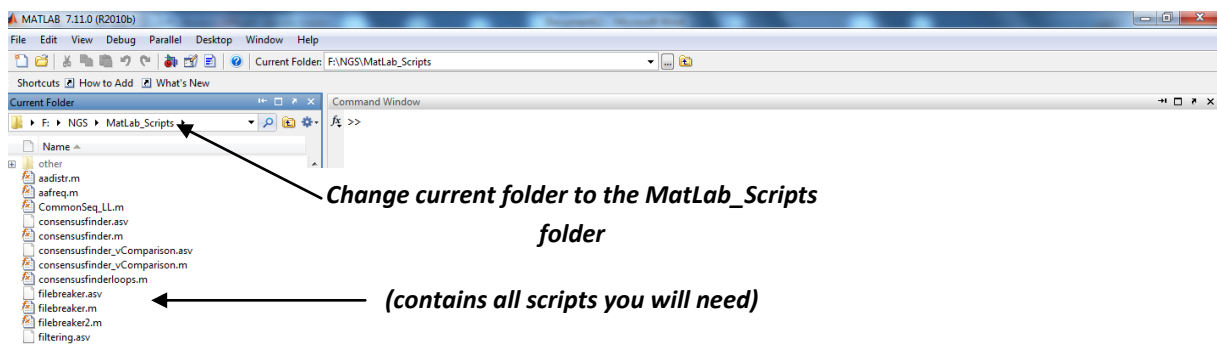 MATLAB 7.11.0 (R2010b)
File Edit View Debug Parallel Desktop Window Help
Current Folder: F:\NGS\MatLab_Scripts
Shortcuts How to Add What's New
Current Folder
Command Window
F: NGS MatLab_Scripts
fx >>
Name
other
aadistr.m
aafreq.m
CommonSeq_LL.m
consensusfinder.asv
consensusfinder.m
consensusfinder_vComparison.asv
consensusfinder_vComparison.m
consensusfinderloops.m
filebreaker.asv
filebreaker.m
filebreaker2.m
filtering.asv
Change current folder to the MatLab_Scripts
folder
(contains all scripts you will need)